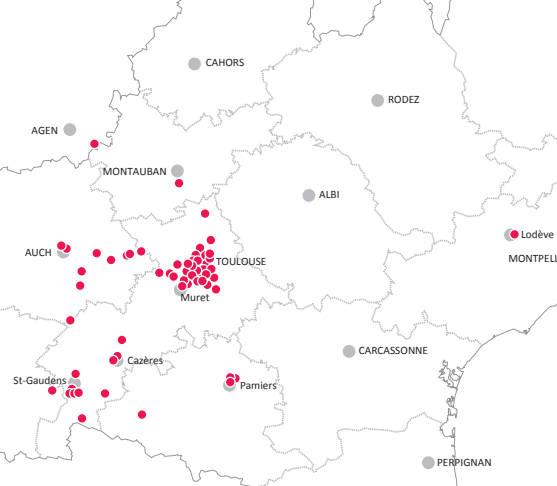 CAHORS
RODEZ
AGEN
MONTAUBAN
ALBI
Lodève
AUCH
TOULOUSE
MONTPELL
Muret
CARCASSONNE
Cazères
St-Gaudens
Pamiers
PERPIGNAN